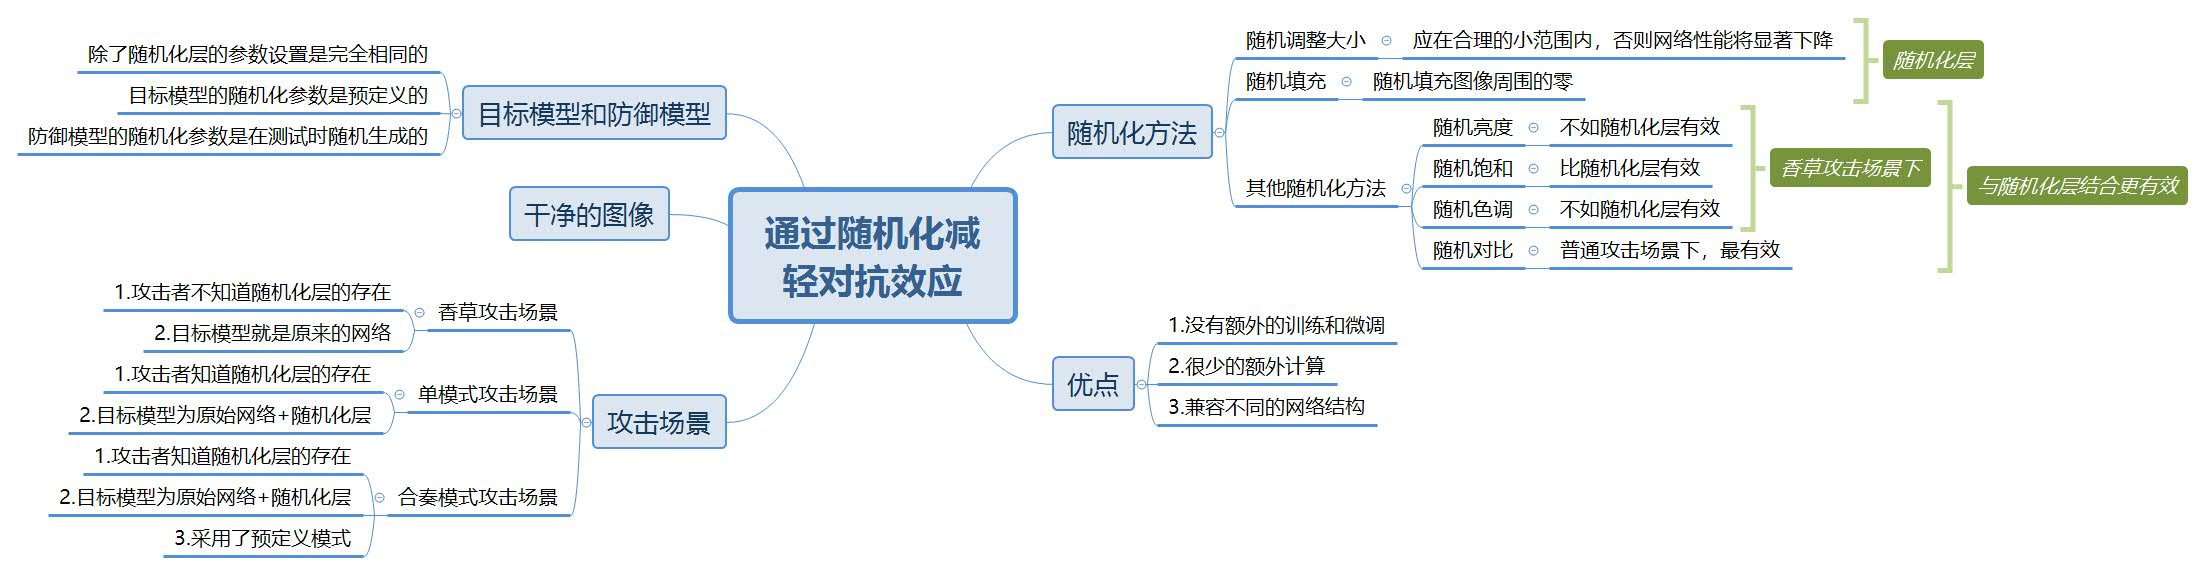 通过随机化减
轻对抗效应
目标模型和防御模型
除了随机化层的参数设置是完全相同的
目标模型的随机化参数是预定义的
防御模型的随机化参数是在测试时随机生成的
干净的图像
攻击场景
香草攻击场景
1.攻击者不知道随机化层的存在
2.目标模型就是原来的网络
单模式攻击场景
1.攻击者知道随机化层的存在
2.目标模型为原始网络+随机化层
合奏模式攻击场景
1.攻击者知道随机化层的存在
2.目标模型为原始网络+随机化层
3.采用了预定义模式
随机化方法
随机调整大小
应在合理的小范围内，否则网络性能将显著下降
随机填充
随机填充图像周围的零
随机化层
其他随机化方法
随机亮度
不如随机化层有效
随机饱和
比随机化层有效
随机色调
不如随机化层有效
香草攻击场景下
随机对比
普通攻击场景下，最有效
与随机化层结合更有效
优点
1.没有额外的训练和微调
2.很少的额外计算
3.兼容不同的网络结构